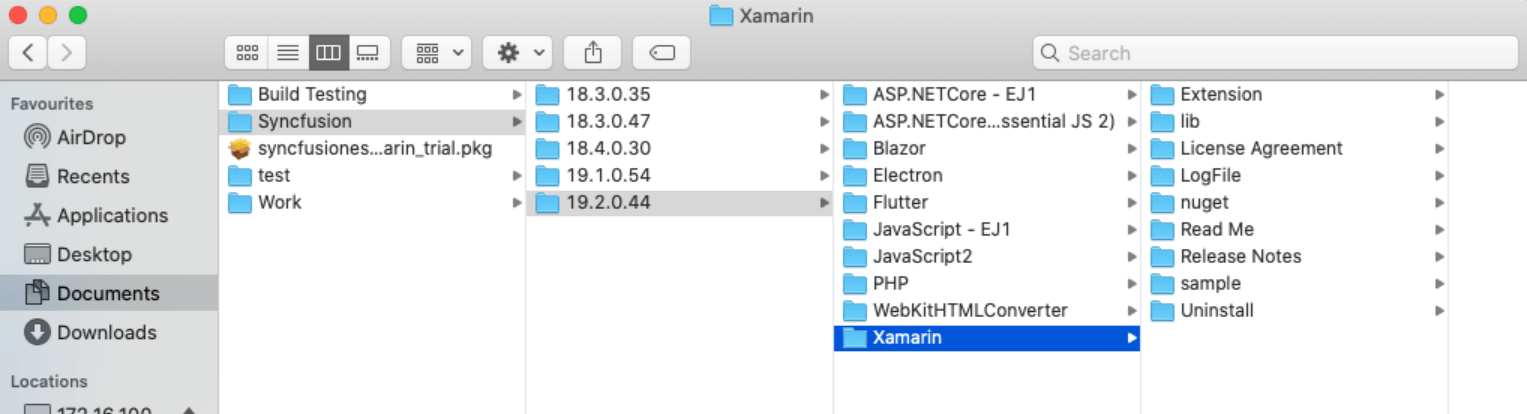 Xamarin
Search
Favourites
AirDrop
Recents
Applications
Desktop
Documents
Downloads
Locations
Build Testing
Syncfusion
syncfusiones...arin_trial.pkg
test
Work
18.3.0.35
18.3.0.47
18.4.0.30
19.1.0.54
19.2.0.44
ASP.NETCore - EJ1
ASP.NETCore...ssential JS 2)
Blazor
Electron
Flutter
JavaScript - EJ1
JavaScript2
PHP
WebKitHTMLConverter
Xamarin
Extension
lib
License Agreement
LogFile
nuget
Read Me
Release Notes
sample
Uninstall